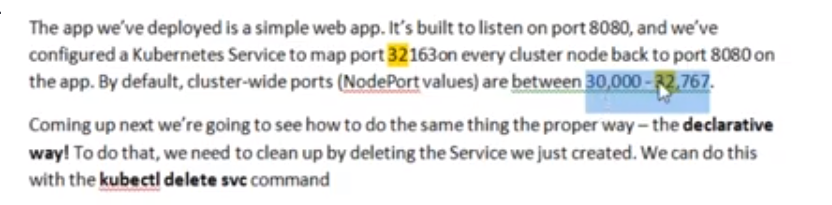 The app we've deployed is a simple web app. It's built to listen on port 8080, and we've
configured a Kubernetes Service to map port 32163on every cluster node back to port 8080 on
the app. By default, cluster-wide ports (NodePort values) are between 30,000 - 32,767.
Coming up next we're going to see how to do the same thing the proper way – the declarative
way! To do that, we need to clean up by deleting the Service we just created. We can do this
with the kubectl delete svc command